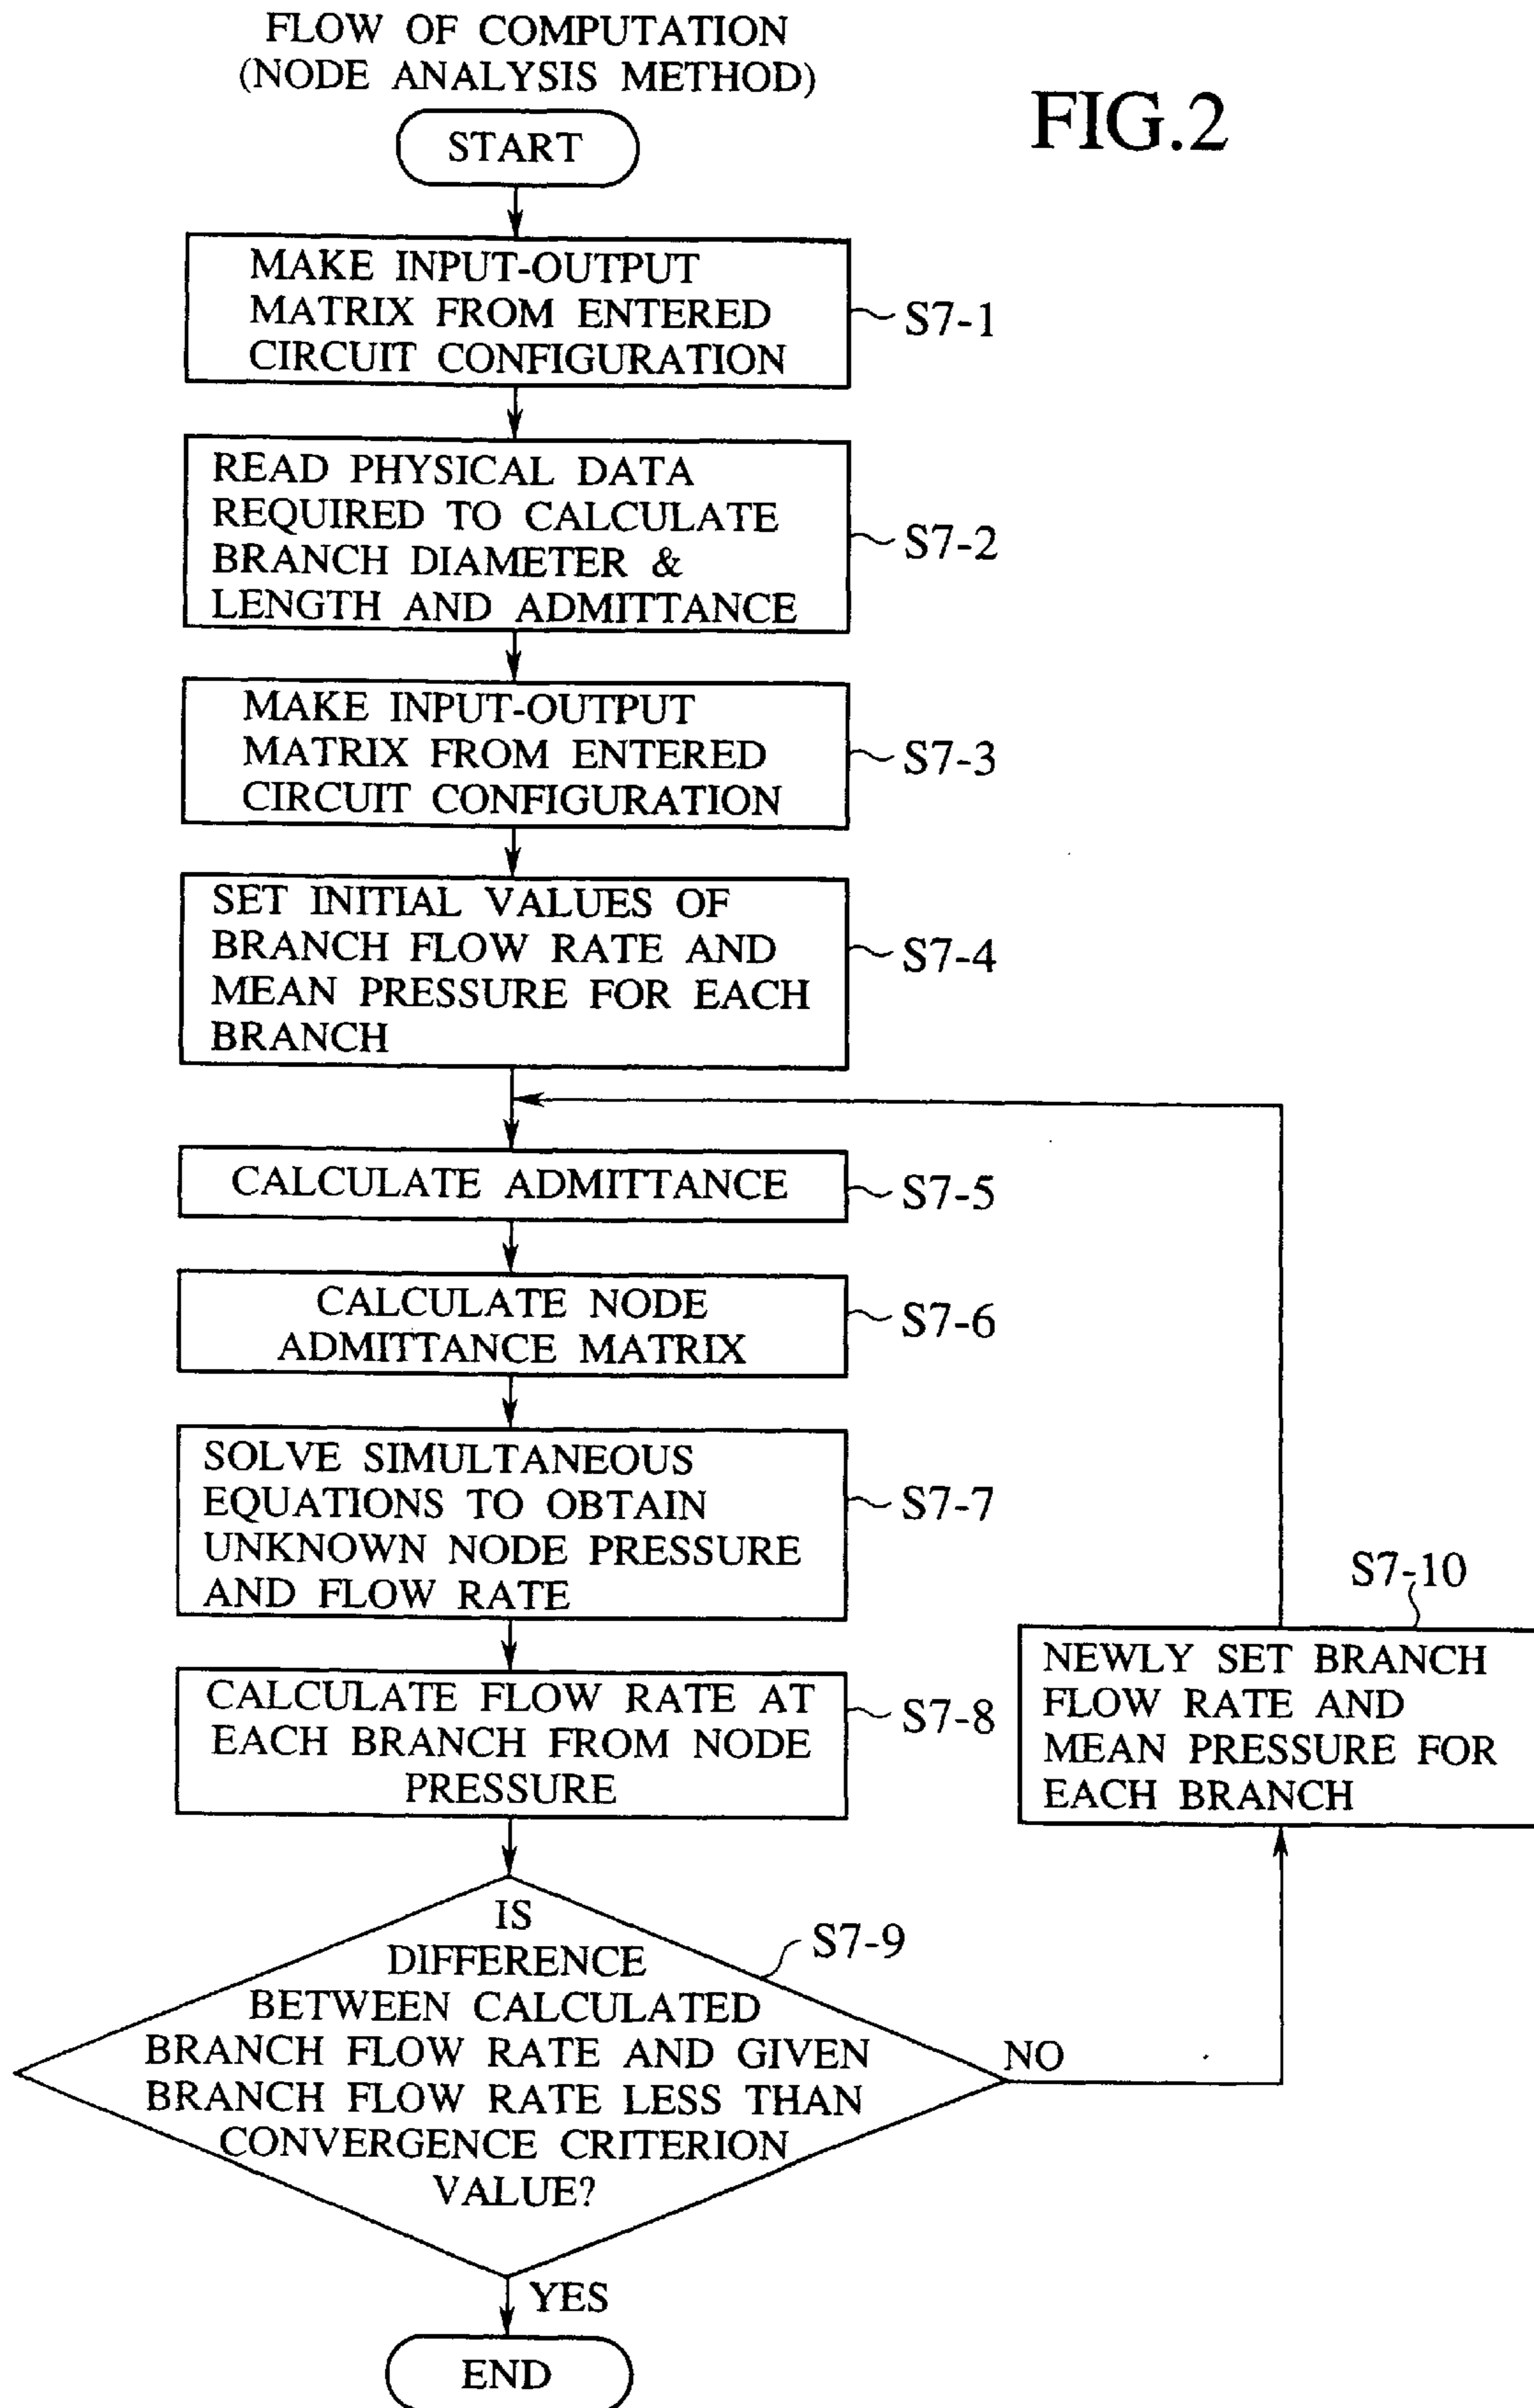 FLOW OF COMPUTATION
(NODE ANALYSIS METHOD)
FIG.2
START
MAKE INPUT-OUTPUT
MATRIX FROM ENTERED
CIRCUIT CONFIGURATION
S7-1
READ PHYSICAL DATA
REQUIRED TO CALCULATE
BRANCH DIAMETER &
LENGTH AND ADMITTANCE
S7-2
MAKE INPUT-OUTPUT
MATRIX FROM ENTERED
CIRCUIT CONFIGURATION
S7-3
SET INITIAL VALUES OF
BRANCH FLOW RATE AND
MEAN PRESSURE FOR EACH
BRANCH
S7-4
CALCULATE ADMITTANCE
S7-5
CALCULATE NODE
ADMITTANCE MATRIX
S7-6
SOLVE SIMULTANEOUS
EQUATIONS TO OBTAIN
UNKNOWN NODE PRESSURE
AND FLOW RATE
S7-7
CALCULATE FLOW RATE AT
EACH BRANCH FROM NODE
PRESSURE
S7-8
IS
DIFFERENCE
BETWEEN CALCULATED
BRANCH FLOW RATE AND GIVEN
BRANCH FLOW RATE LESS THAN
CONVERGENCE CRITERION
VALUE?
S7-9
NO
S7-10
NEWLY SET BRANCH
FLOW RATE AND
MEAN PRESSURE FOR
EACH BRANCH
YES
END